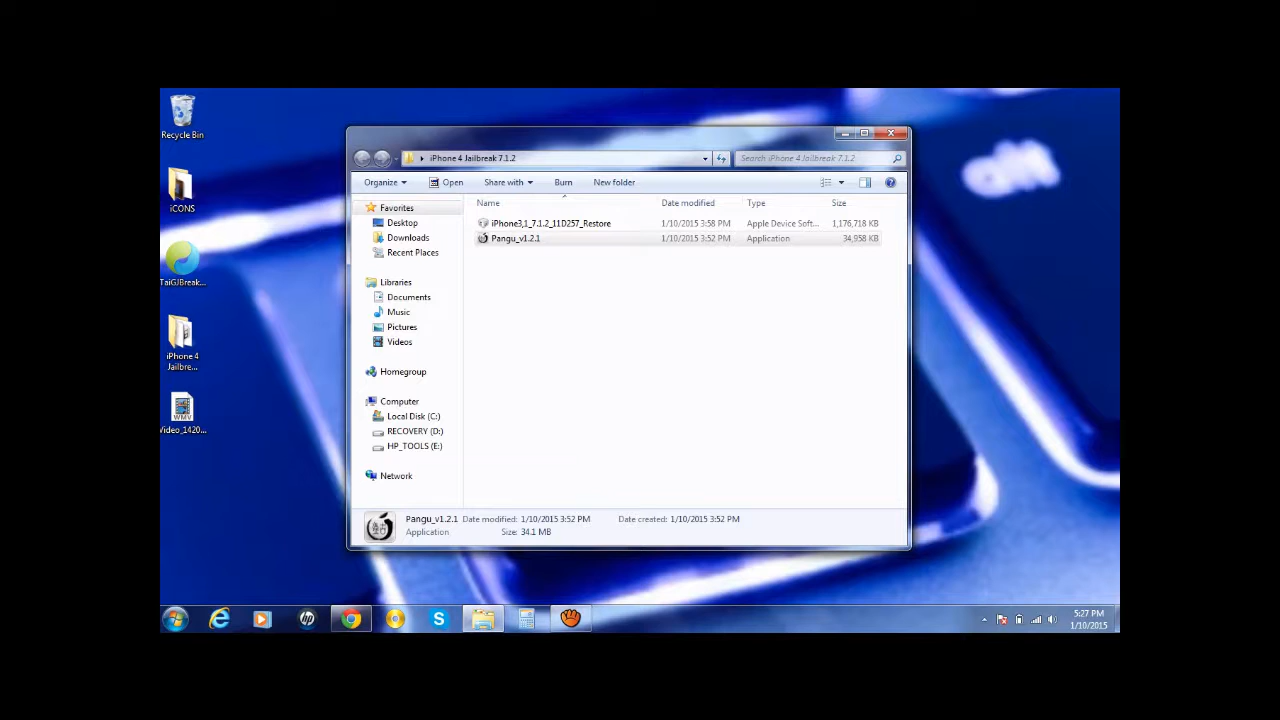 Recycle Bin
iCONS
TaiGJBreak...
iPhone 4
Jailbre...
WMV
Video_1420...
iPhone 4 Jailbreak 7.1.2
Search iPhone 4 Jailbreak 7.1.2
Organize Open Share with Burn New folder
Name Date modified Type Size
iPhone3,1_7.1.2_11D257_Restore 1/10/2015 3:58 PM Apple Device Soft... 1,176,718 KB
Pangu_v1.2.1 1/10/2015 3:52 PM Application 34,958 KB
Favorites
Desktop
Downloads
Recent Places
Libraries
Documents
Music
Pictures
Videos
Homegroup
Computer
Local Disk (C:)
RECOVERY (D:)
HP_TOOLS (E:)
Network
Pangu_v1.2.1 Date modified: 1/10/2015 3:52 PM Date created: 1/10/2015 3:52 PM
Application Size: 34.1 MB
hp
S
5:27 PM
1/10/2015